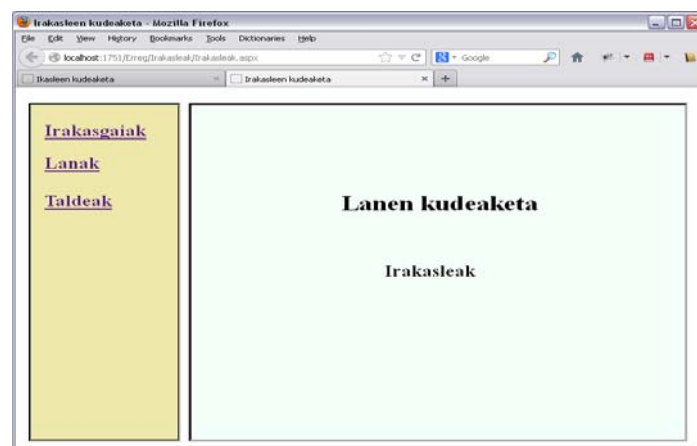 Irakasleen kudeaketa - Mozilla Firefox
File Edit View History Bookmarks Tools Dictionaries Help
localhost:1751/Erreg/Irakasleak/Irakasleak.aspx Google
Ikasleen kudeaketa Irakasleen kudeaketa
Irakasgaiak
Lanak
Taldeak
Lanen kudeaketa
Irakasleak